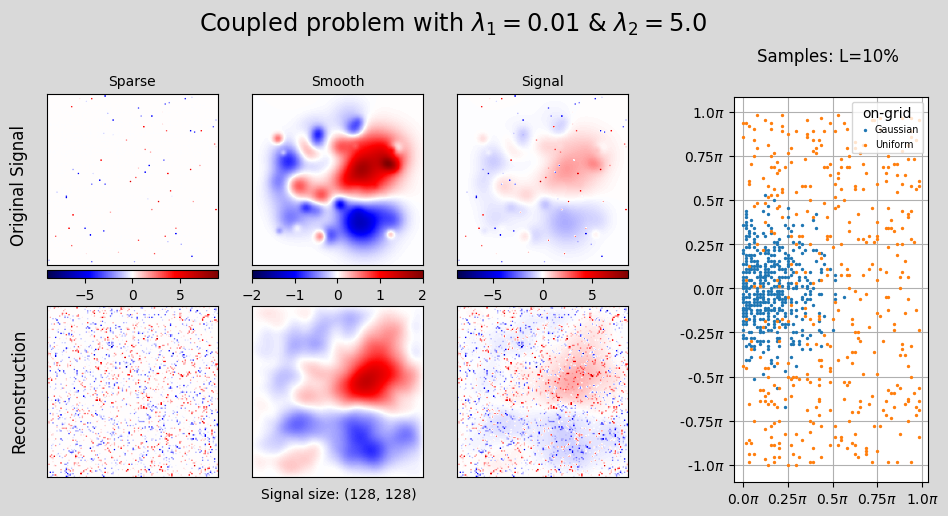 Coupled problem with λ₁ = 0.01 & λ₂ = 5.0
Samples: L=10%
Sparse
Smooth
Signal
Original Signal
−5 0 5
−2 −1 0 1 2
−5 0 5
Reconstruction
Signal size: (128, 128)
on-grid
Gaussian
Uniform
1.0π
0.75π
0.5π
0.25π
0.0π
-0.25π
-0.5π
-0.75π
-1.0π
0.0π 0.25π 0.5π 0.75π 1.0π